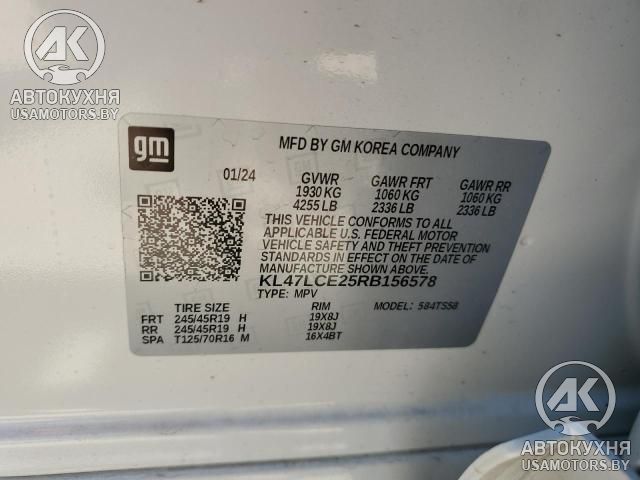 AK
АВТОКУХНЯ
USAMOTORS.BY
gm
MFD BY GM KOREA COMPANY
01/24
GVWR GAWR FRT GAWR RR
1930 KG 1060 KG 1060 KG
4255 LB 2336 LB 2336 LB
THIS VEHICLE CONFORMS TO ALL
APPLICABLE U.S. FEDERAL MOTOR
VEHICLE SAFETY AND THEFT PREVENTION
STANDARDS IN EFFECT ON THE DATE OF
MANUFACTURE SHOWN ABOVE.
KL47LCE25RB156578
TYPE: MPV MODEL: 584TS58
TIRE SIZE RIM
FRT 245/45R19 H 19X8J
RR 245/45R19 H 19X8J
SPA T125/70R16 M 16X4BT
AK
АВТОКУХНЯ
USAMOTORS.BY